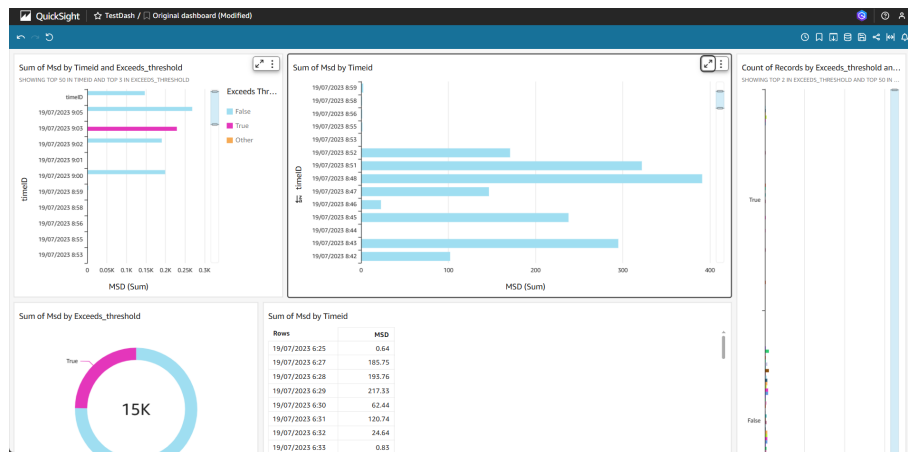 QuickSight
TestDash / Original dashboard (Modified)
Sum of Msd by Timeid and Exceeds_threshold
SHOWING TOP 50 IN TIMEID AND TOP 3 IN EXCEEDS_THRESHOLD
timeID
19/07/2023 9:05
19/07/2023 9:03
19/07/2023 9:02
19/07/2023 9:01
19/07/2023 9:00
19/07/2023 8:59
19/07/2023 8:58
19/07/2023 8:56
19/07/2023 8:55
19/07/2023 8:53
timeID
0 0.05K 0.1K 0.15K 0.2K 0.25K 0.3K
MSD (Sum)
Exceeds Thr...
False
True
Other
Sum of Msd by Timeid
19/07/2023 8:59
19/07/2023 8:58
19/07/2023 8:56
19/07/2023 8:55
19/07/2023 8:53
19/07/2023 8:52
19/07/2023 8:51
19/07/2023 8:48
19/07/2023 8:47
19/07/2023 8:46
19/07/2023 8:45
19/07/2023 8:44
19/07/2023 8:43
19/07/2023 8:42
timeID
0 100 200 300 400
MSD (Sum)
Count of Records by Exceeds_threshold an...
SHOWING TOP 2 IN EXCEEDS_THRESHOLD AND TOP 50 IN ...
True
False
Sum of Msd by Exceeds_threshold
True
15K
Sum of Msd by Timeid
Rows MSD
19/07/2023 6:25 0.64
19/07/2023 6:27 185.75
19/07/2023 6:28 193.76
19/07/2023 6:29 217.33
19/07/2023 6:30 62.44
19/07/2023 6:31 120.74
19/07/2023 6:32 24.64
19/07/2023 6:33 0.83